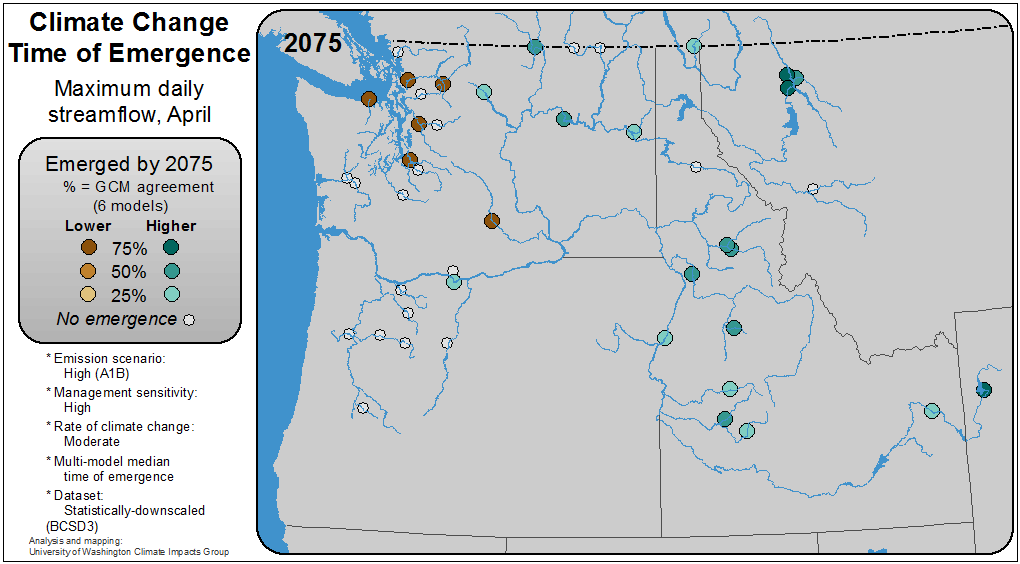 Climate Change
Time of Emergence
Maximum daily
streamflow, April
Emerged by 2075
% = GCM agreement
(6 models)
Lower Higher
75%
50%
25%
No emergence
* Emission scenario:
High (A1B)
* Management sensitivity:
High
* Rate of climate change:
Moderate
* Multi-model median
time of emergence
* Dataset:
Statistically-downscaled
(BCSD3)
Analysis and mapping:
University of Washington Climate Impacts Group
2075